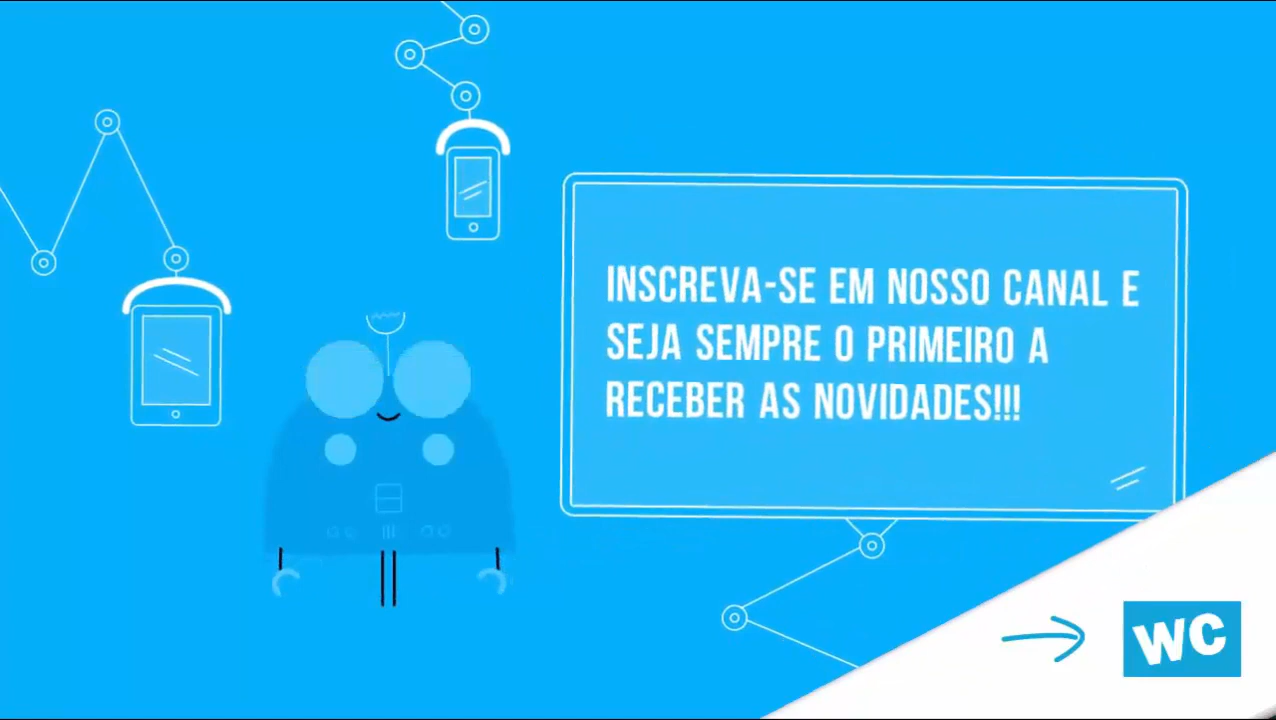 INSCREVA-SE EM NOSSO CANAL E
SEJA SEMPRE O PRIMEIRO A
RECEBER AS NOVIDADES!!!
WC